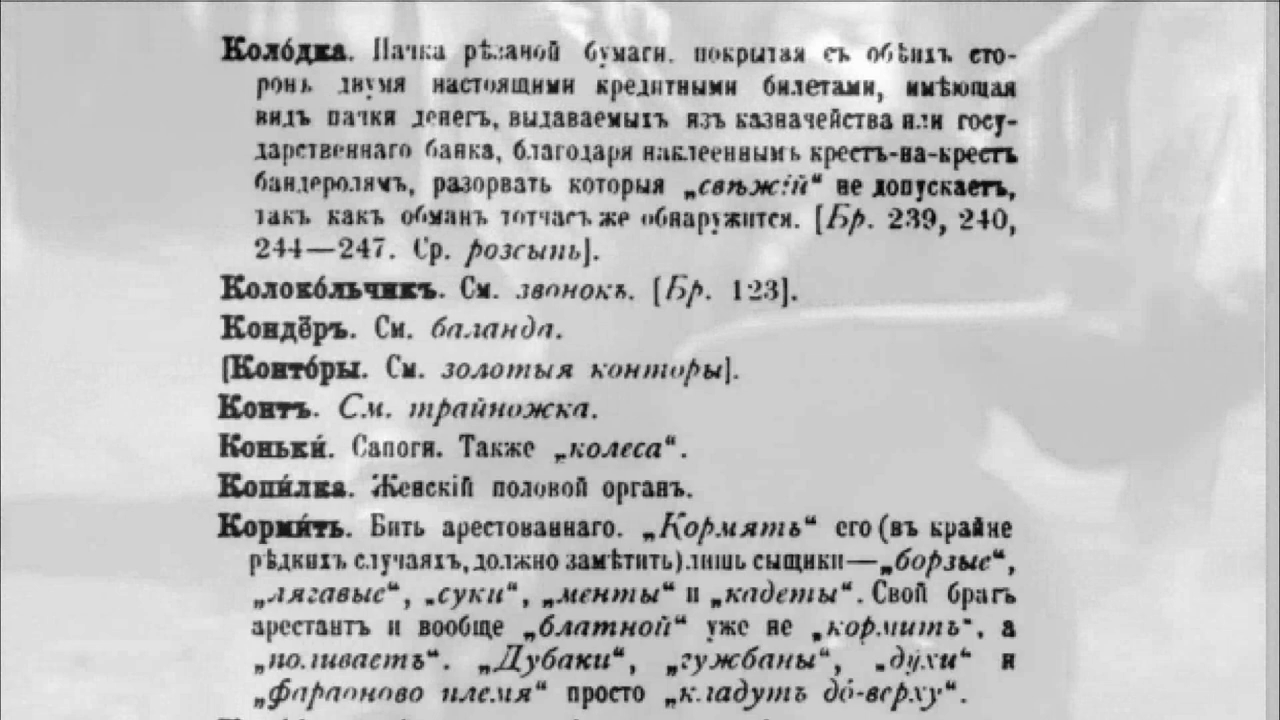 Коло́дка. Пачка рѣзаной бумаги, покрытая съ обѣихъ сто-
ронъ двумя настоящими кредитными билетами, имѣющая
видъ пачки денегъ, выдаваемыхъ изъ казначейства или госу-
дарственнаго банка, благодаря наклееннымъ крестъ-на-крестъ
бандеролямъ, разорвать которыя „свѣжій“ не допускаетъ,
такъ какъ обманъ тотчасъ же обнаружится. [Бр. 239, 240,
244—247. Ср. розсыпь].
Колоко́льчикъ. См. звонокъ. [Бр. 123].
Кондёръ. См. баланда.
[Конто́ры. См. золотыя конторы].
Контъ. См. трайножка.
Коньки́. Сапоги. Также „колеса“.
Копи́лка. Женскій половой органъ.
Корми́ть. Бить арестованнаго. „Кормятъ“ его (въ крайне
рѣдкихъ случаяхъ, должно замѣтить) лишь сыщики—„борзые“,
„лягавые“, „суки“, „менты“ и „кадеты“. Свой братъ
арестантъ и вообще „блатной“ уже не „кормитъ“, а
„поливаетъ“. „Дубаки“, „гужбаны“, „ду́хи“ и
„фараоново племя“ просто „кладутъ до́-верху“.